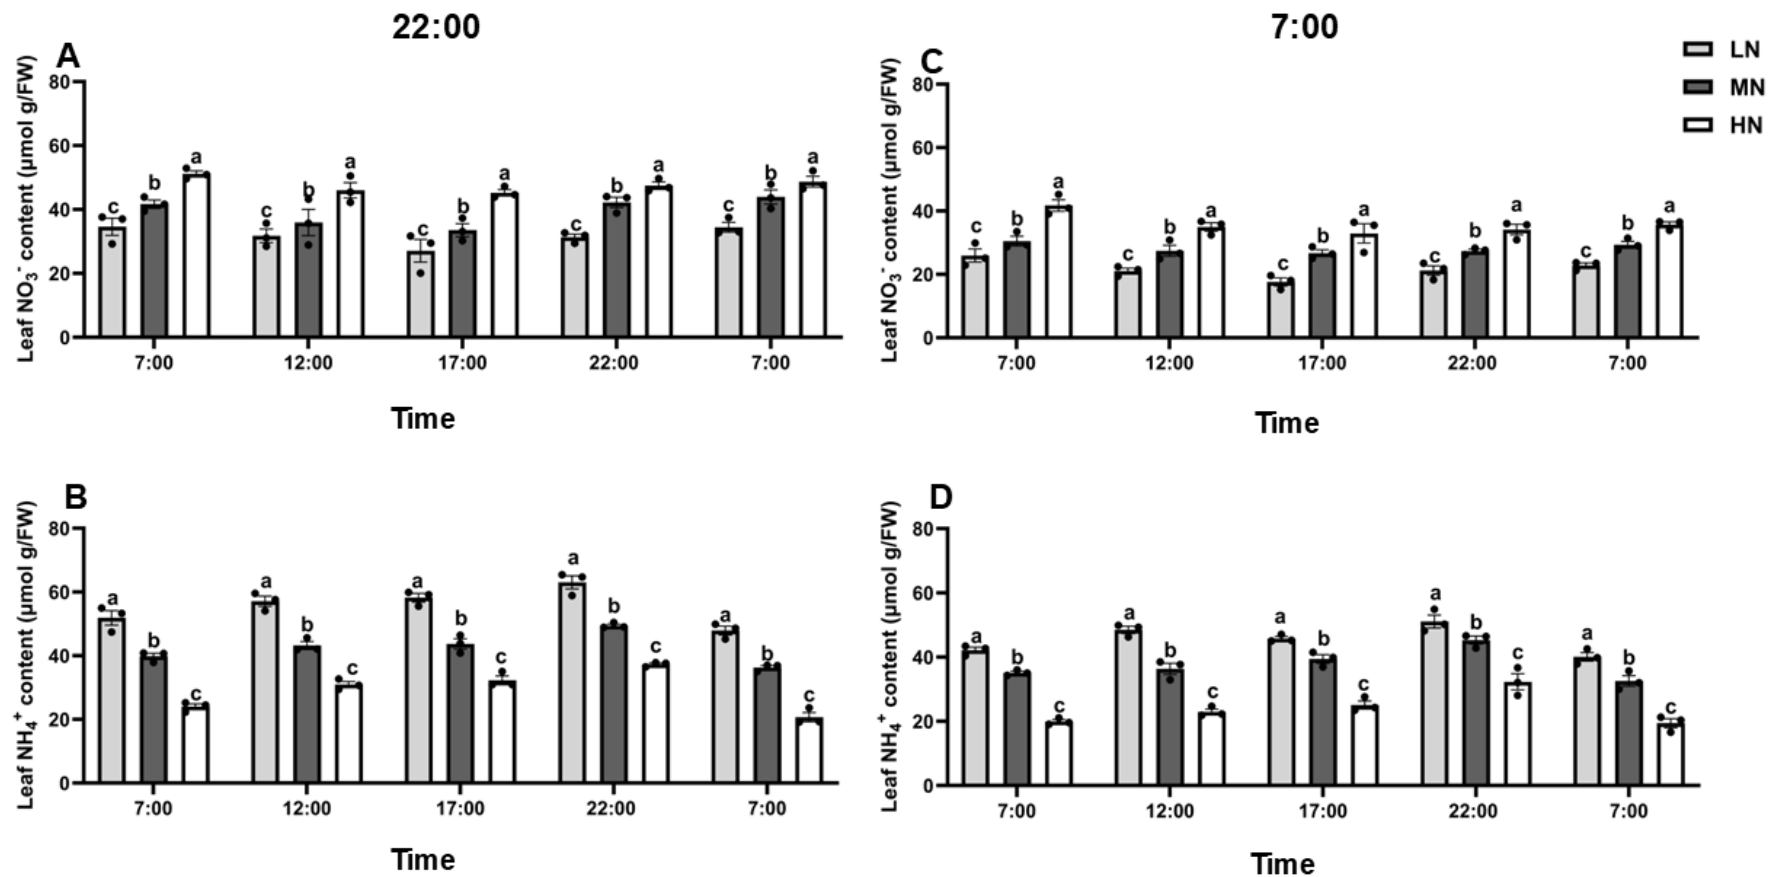 22:00
7:00
LN
MN
HN
A
Leaf NO3- content (µmol g/FW)
80
60
40
20
0
c b a c b a c b a c b a c b a
7:00 12:00 17:00 22:00 7:00
Time
C
Leaf NO3- content (µmol g/FW)
80
60
40
20
0
c b a c b a c b a c b a c b a
7:00 12:00 17:00 22:00 7:00
Time
B
Leaf NH4+ content (µmol g/FW)
80
60
40
20
0
a b c a b c a b c a b c a b c
7:00 12:00 17:00 22:00 7:00
Time
D
Leaf NH4+ content (µmol g/FW)
80
60
40
20
0
a b c a b c a b c a b c a b c
7:00 12:00 17:00 22:00 7:00
Time